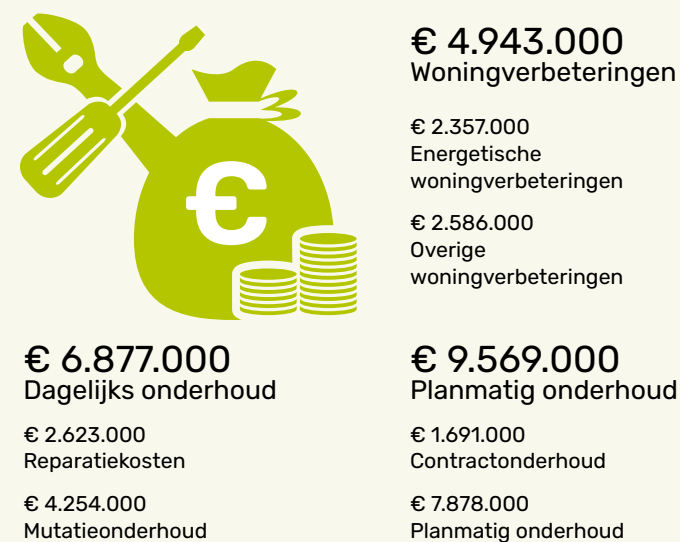 €
€ 4.943.000
Woningverbeteringen
€ 2.357.000
Energetische
woningverbeteringen
€ 2.586.000
Overige
woningverbeteringen
€ 6.877.000
Dagelijks onderhoud
€ 2.623.000
Reparatiekosten
€ 4.254.000
Mutatieonderhoud
€ 9.569.000
Planmatig onderhoud
€ 1.691.000
Contractonderhoud
€ 7.878.000
Planmatig onderhoud